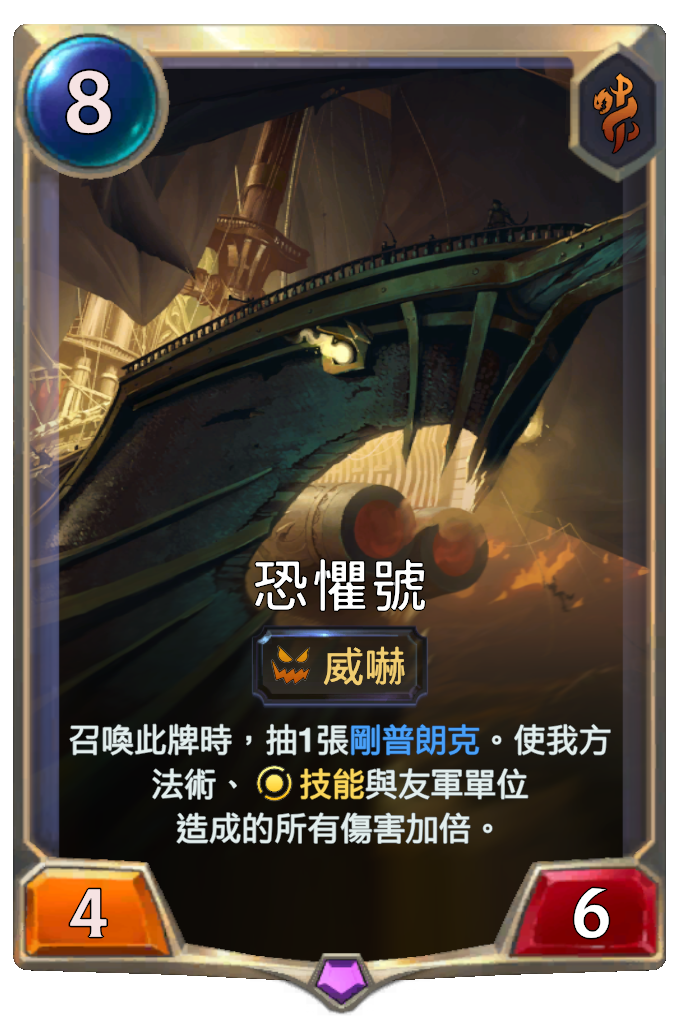 8
恐懼號
威嚇
召喚此牌時，抽1張剛普朗克。使我方
法術、技能與友軍單位
造成的所有傷害加倍。
4
6